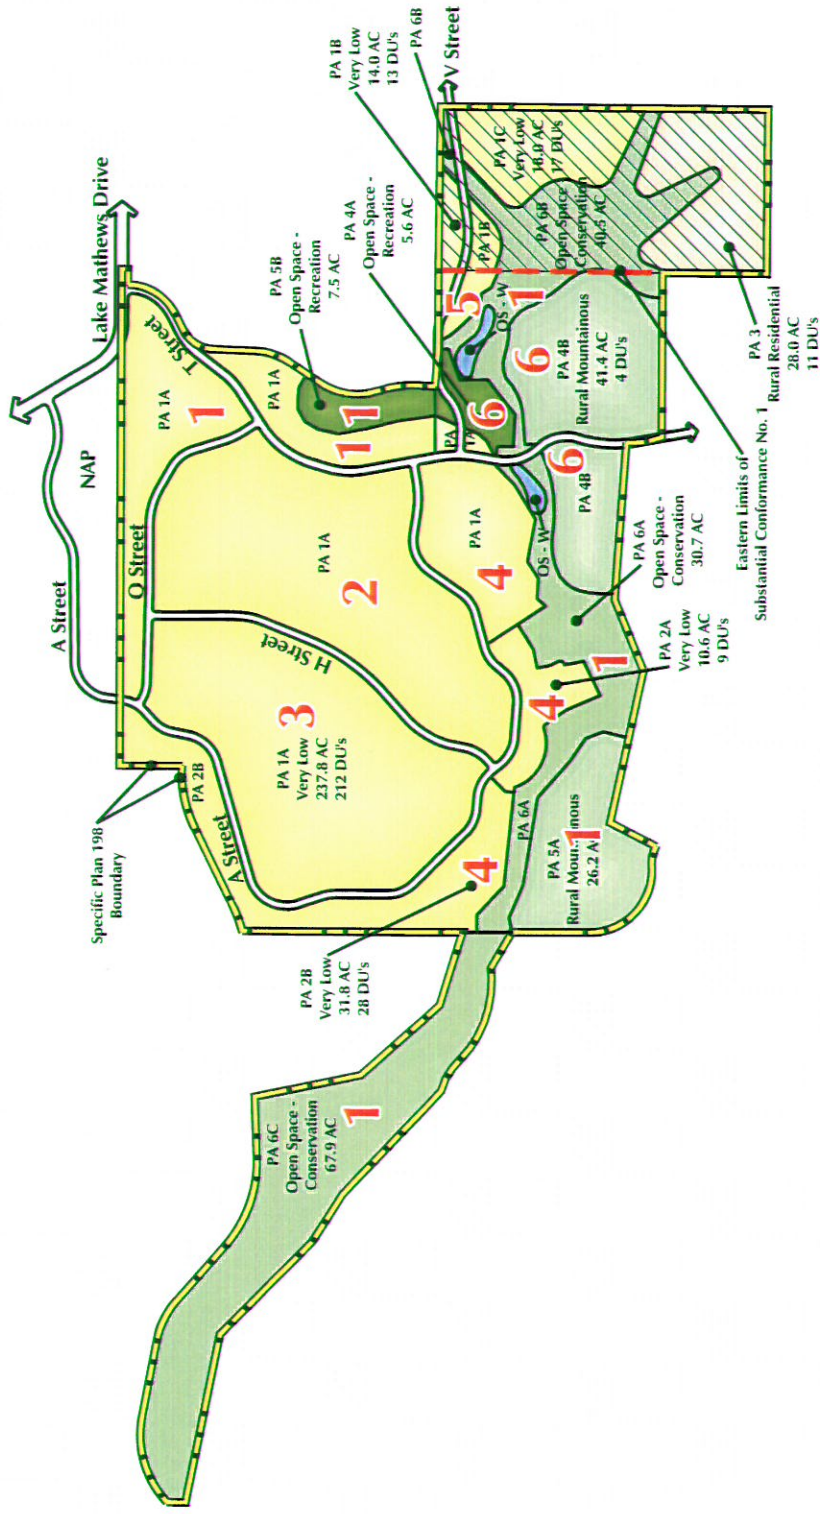 Lake Mathews Drive
A Street
NAP
T Street
O Street
PA 1A
1
PA 1A
Specific Plan 198
Boundary
PA 2B
A Street
H Street
PA 5B
Open Space -
Recreation
7.5 AC
PA 4A
Open Space -
Recreation
5.6 AC
PA 1B
Very Low
14.0 AC
13 DU's
PA 6B
V Street
PA 6C
Open Space -
Conservation
67.9 AC
1
PA 2B
Very Low
31.8 AC
28 DU's
4
PA 1A
Very Low
237.8 AC
212 DU's
3
PA 1A
2
1
1
PA 1A
4
PA
1A
6
5
PA 1B
OS - W
1
PA 1C
Very Low
18.0 AC
17 DU's
PA 6B
Open Space
Conservation
40.5 AC
PA 6A
PA 5A
Rural
26.2
1
4
1
OS - W
PA 4B
6
6
PA 4B
Rural Mountainous
41.4 AC
4 DU's
PA 2A
Very Low
10.6 AC
9 DU's
PA 6A
Open Space -
Conservation
30.7 AC
Eastern Limits of
Substantial Conformance No. 1
PA 3
Rural Residential
28.0 AC
11 DU's